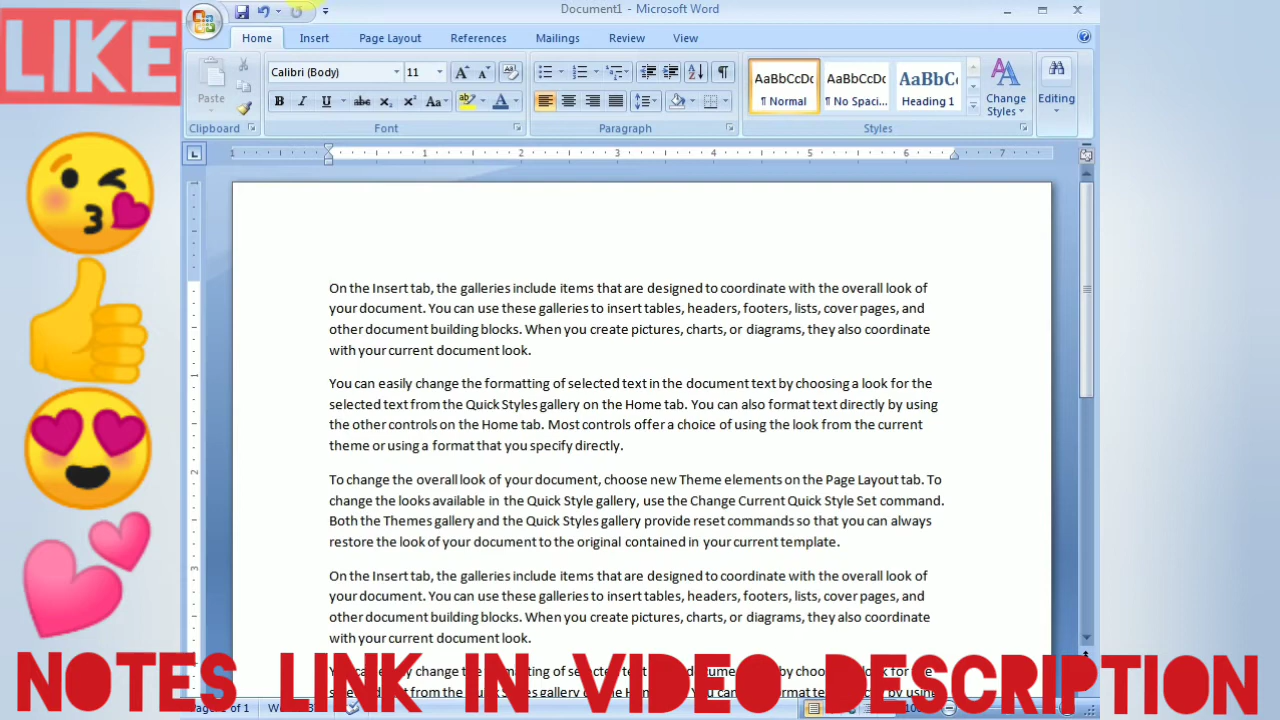 LIKE
Document1 - Microsoft Word
Home Insert Page Layout References Mailings Review View
Paste
Calibri (Body) 11
AaBbCcDc AaBbCcDc AaBbC
¶ Normal ¶ No Spaci... Heading 1
Change Styles
Editing
Clipboard Font Paragraph Styles
1 1 2 3 4 5 6 7
On the Insert tab, the galleries include items that are designed to coordinate with the overall look of
your document. You can use these galleries to insert tables, headers, footers, lists, cover pages, and
other document building blocks. When you create pictures, charts, or diagrams, they also coordinate
with your current document look.
You can easily change the formatting of selected text in the document text by choosing a look for the
selected text from the Quick Styles gallery on the Home tab. You can also format text directly by using
the other controls on the Home tab. Most controls offer a choice of using the look from the current
theme or using a format that you specify directly.
To change the overall look of your document, choose new Theme elements on the Page Layout tab. To
change the looks available in the Quick Style gallery, use the Change Current Quick Style Set command.
Both the Themes gallery and the Quick Styles gallery provide reset commands so that you can always
restore the look of your document to the original contained in your current template.
On the Insert tab, the galleries include items that are designed to coordinate with the overall look of
your document. You can use these galleries to insert tables, headers, footers, lists, cover pages, and
other document building blocks. When you create pictures, charts, or diagrams, they also coordinate
with your current document look.
NOTES LINK IN VIDEO DESCRIPTION